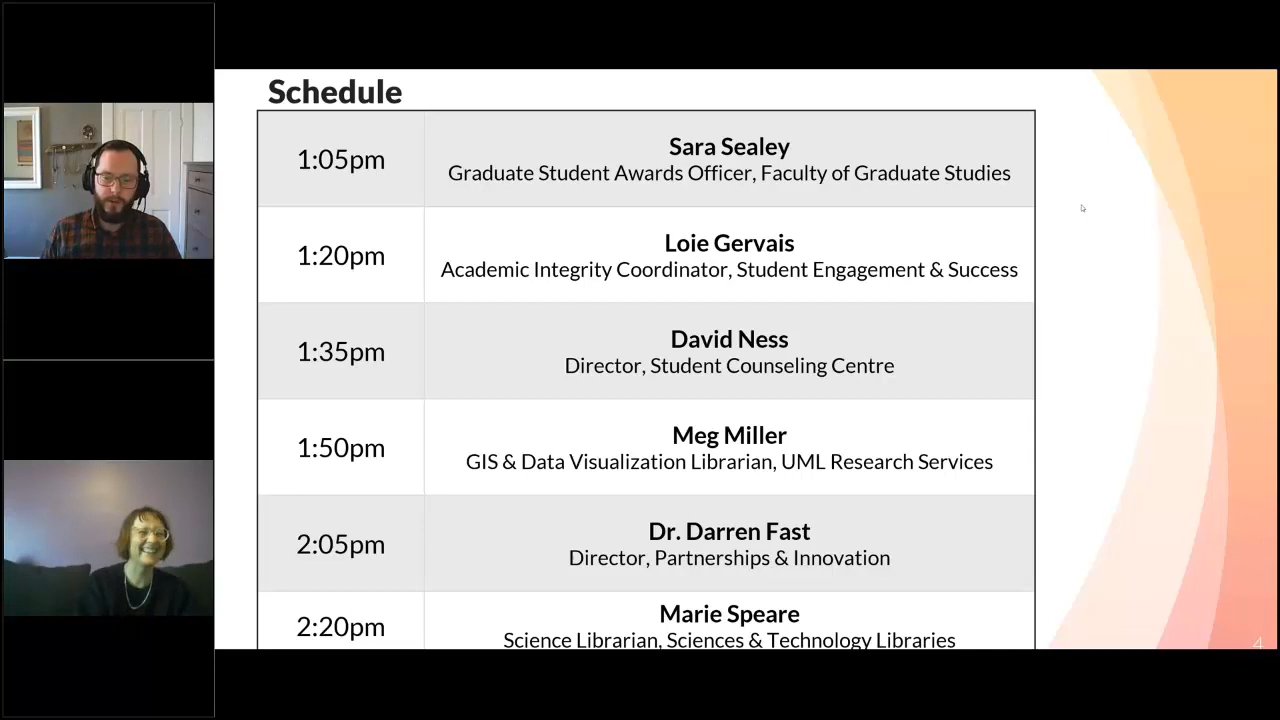 Schedule
1:05pm
Sara Sealey
Graduate Student Awards Officer, Faculty of Graduate Studies
1:20pm
Loie Gervais
Academic Integrity Coordinator, Student Engagement & Success
1:35pm
David Ness
Director, Student Counseling Centre
1:50pm
Meg Miller
GIS & Data Visualization Librarian, UML Research Services
2:05pm
Dr. Darren Fast
Director, Partnerships & Innovation
2:20pm
Marie Speare
Science Librarian, Sciences & Technology Libraries
4